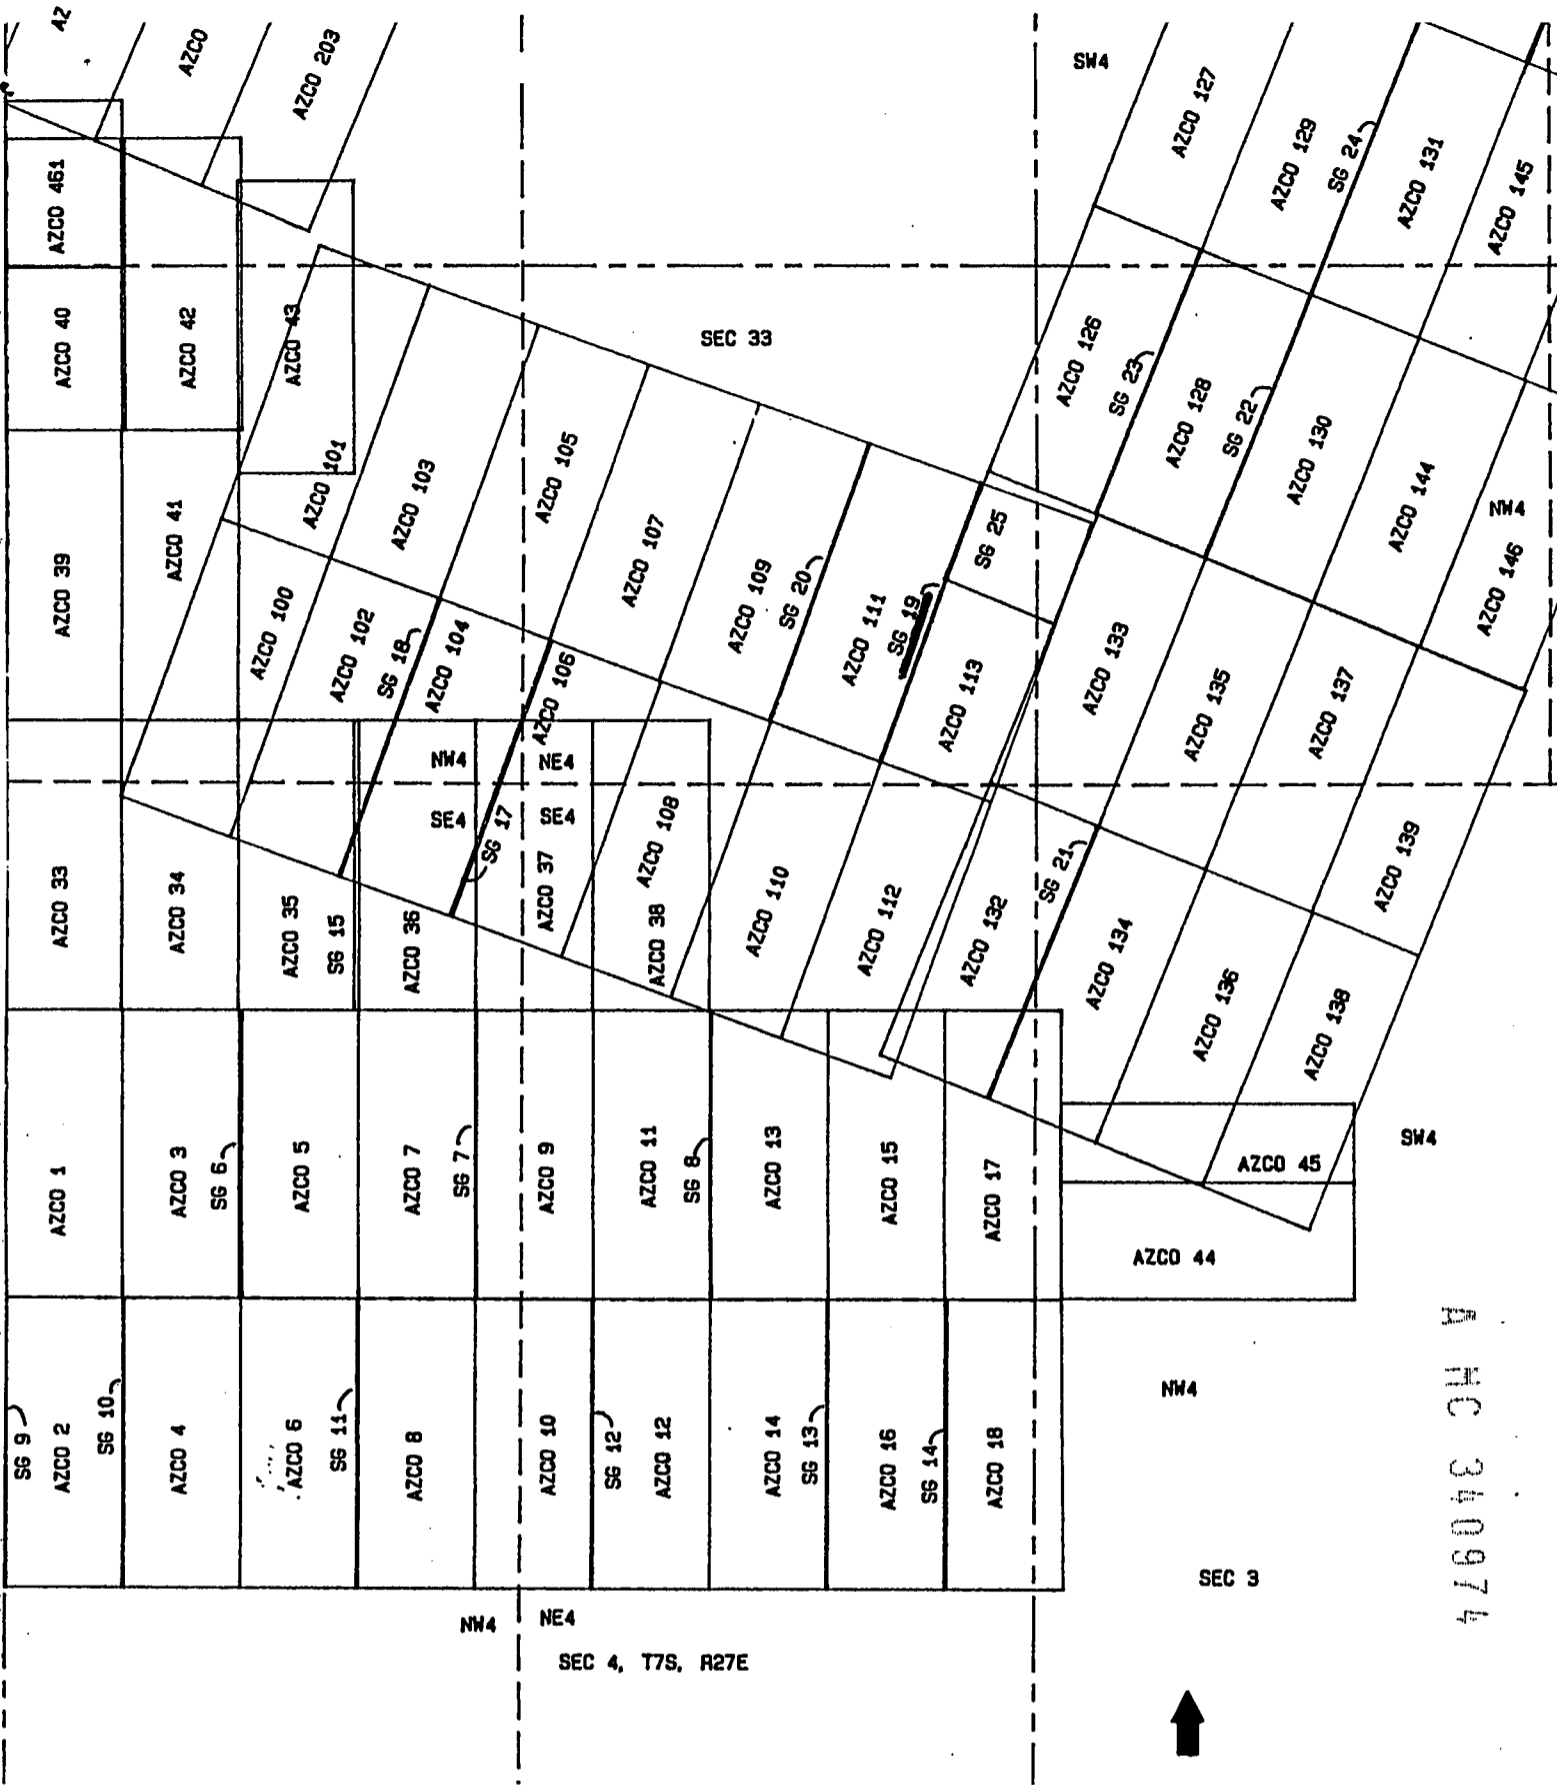 AZ
AZCO
AZCO 203
SW4
AZCO 127
AZCO 129
SG 24
AZCO 131
AZCO 145
AZCO 461
AZCO 40
AZCO 42
AZCO 43
SEC 33
AZCO 126
SG 23
AZCO 128
SG 22
AZCO 130
AZCO 144
NW4
AZCO 146
AZCO 39
AZCO 41
AZCO 101
AZCO 103
AZCO 105
AZCO 107
AZCO 109
SG 20
AZCO 111
SG 19
SG 25
AZCO 100
AZCO 102
SG 18
AZCO 104
AZCO 106
AZCO 113
AZCO 133
AZCO 135
AZCO 137
NW4
NE4
SE4
SG 17
SE4
AZCO 33
AZCO 34
AZCO 35
SG 15
AZCO 36
AZCO 37
AZCO 38
AZCO 108
AZCO 110
AZCO 112
AZCO 132
SG 21
AZCO 134
AZCO 136
AZCO 138
AZCO 139
AZCO 1
AZCO 3
SG 6
AZCO 5
AZCO 7
SG 7
AZCO 9
AZCO 11
SG 8
AZCO 13
AZCO 15
AZCO 17
AZCO 45
SW4
AZCO 44
SG 9
AZCO 2
SG 10
AZCO 4
AZCO 6
SG 11
AZCO 8
AZCO 10
SG 12
AZCO 12
AZCO 14
SG 13
AZCO 16
SG 14
AZCO 18
NW4
A MC 340974
SEC 3
NW4
NE4
SEC 4, T7S, R27E